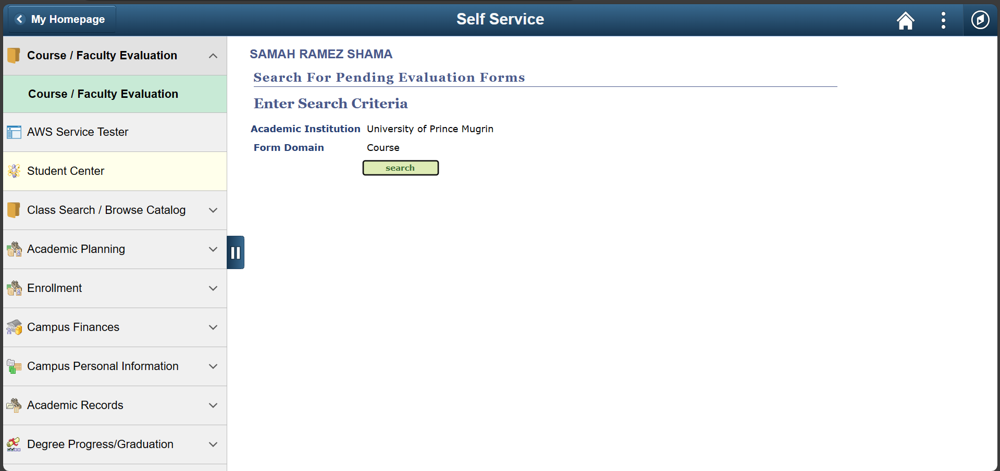 My Homepage
Self Service
Course / Faculty Evaluation
Course / Faculty Evaluation
AWS Service Tester
Student Center
Class Search / Browse Catalog
Academic Planning
Enrollment
Campus Finances
Campus Personal Information
Academic Records
Degree Progress/Graduation
SAMAH RAMEZ SHAMA
Search For Pending Evaluation Forms
Enter Search Criteria
Academic Institution University of Prince Mugrin
Form Domain Course
search